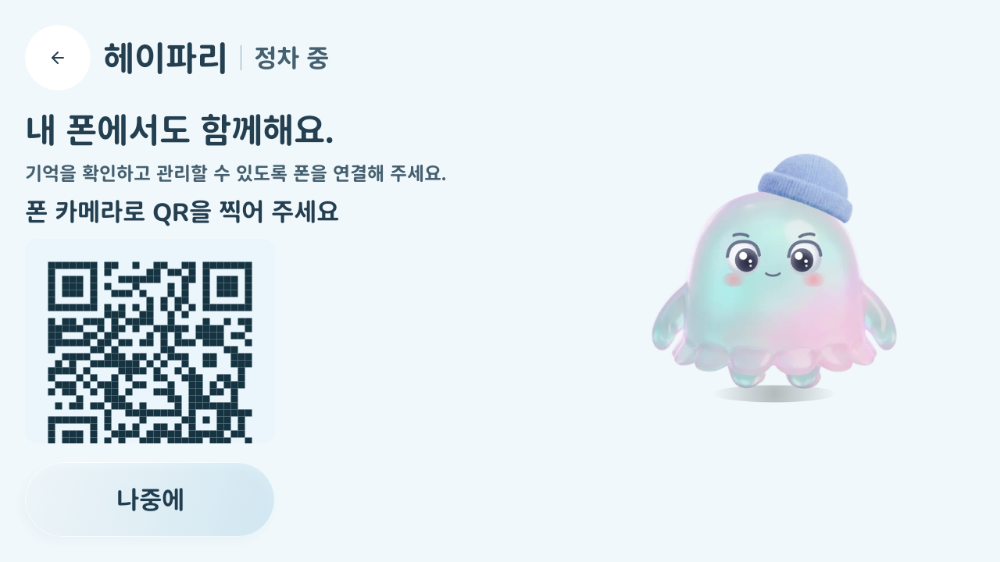 헤이파리
정차 중
내 폰에서도 함께해요.
기억을 확인하고 관리할 수 있도록 폰을 연결해 주세요.
폰 카메라로 QR을 찍어 주세요
나중에